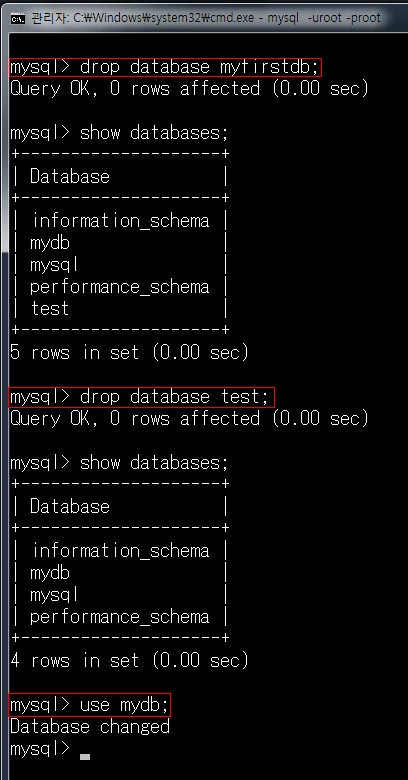 관리자: C:₩Windows₩system32₩cmd.exe - mysql  -uroot -proot
mysql> drop database myfirstdb;
Query OK, 0 rows affected (0.00 sec)
mysql> show databases;
+--------------------+
| Database           |
+--------------------+
| information_schema |
| mydb               |
| mysql              |
| performance_schema |
| test               |
+--------------------+
5 rows in set (0.00 sec)
mysql> drop database test;
Query OK, 0 rows affected (0.00 sec)
mysql> show databases;
+--------------------+
| Database           |
+--------------------+
| information_schema |
| mydb               |
| mysql              |
| performance_schema |
+--------------------+
4 rows in set (0.00 sec)
mysql> use mydb;
Database changed
mysql> _